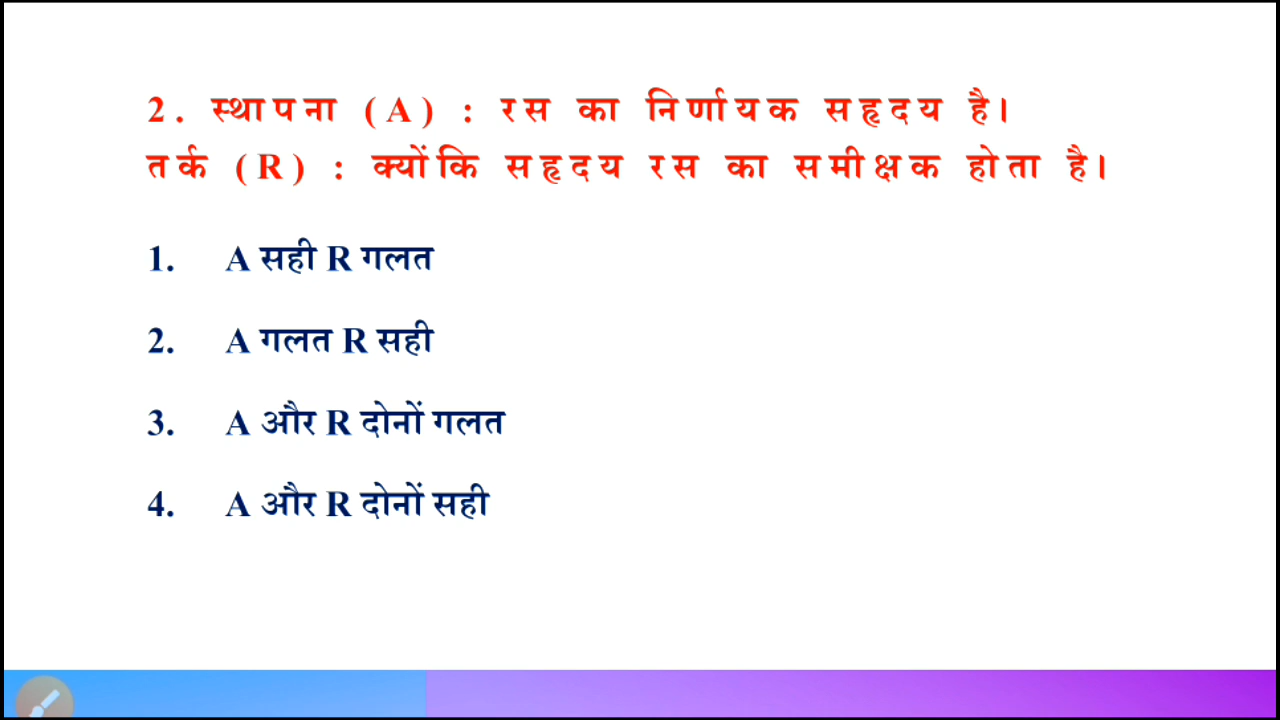 2. स्थापना (A) : रस का निर्णायक सहृदय है।
तर्क (R) : क्योंकि सहृदय रस का समीक्षक होता है।
1. A सही R गलत
2. A गलत R सही
3. A और R दोनों गलत
4. A और R दोनों सही